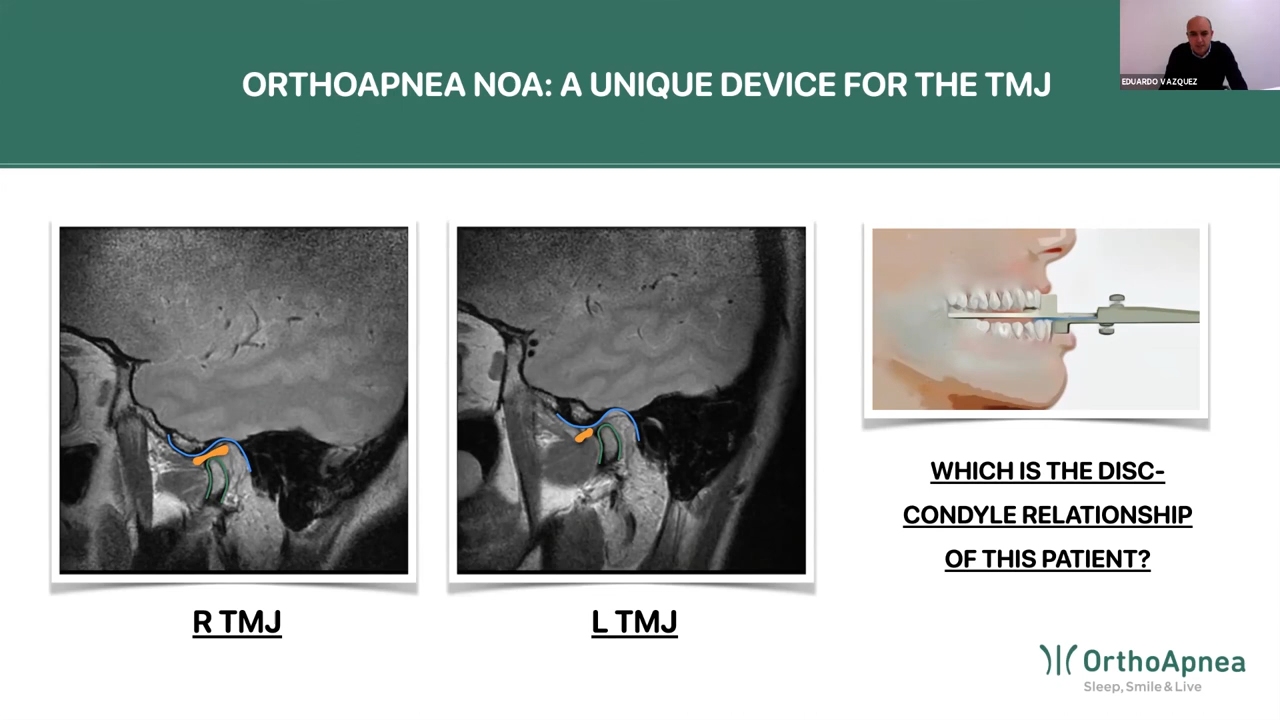 ORTHOAPNEA NOA: A UNIQUE DEVICE FOR THE TMJ
EDUARDO VAZQUEZ
WHICH IS THE DISC-
CONDYLE RELATIONSHIP
OF THIS PATIENT?
R TMJ
L TMJ
OrthoApnea
Sleep, Smile & Live